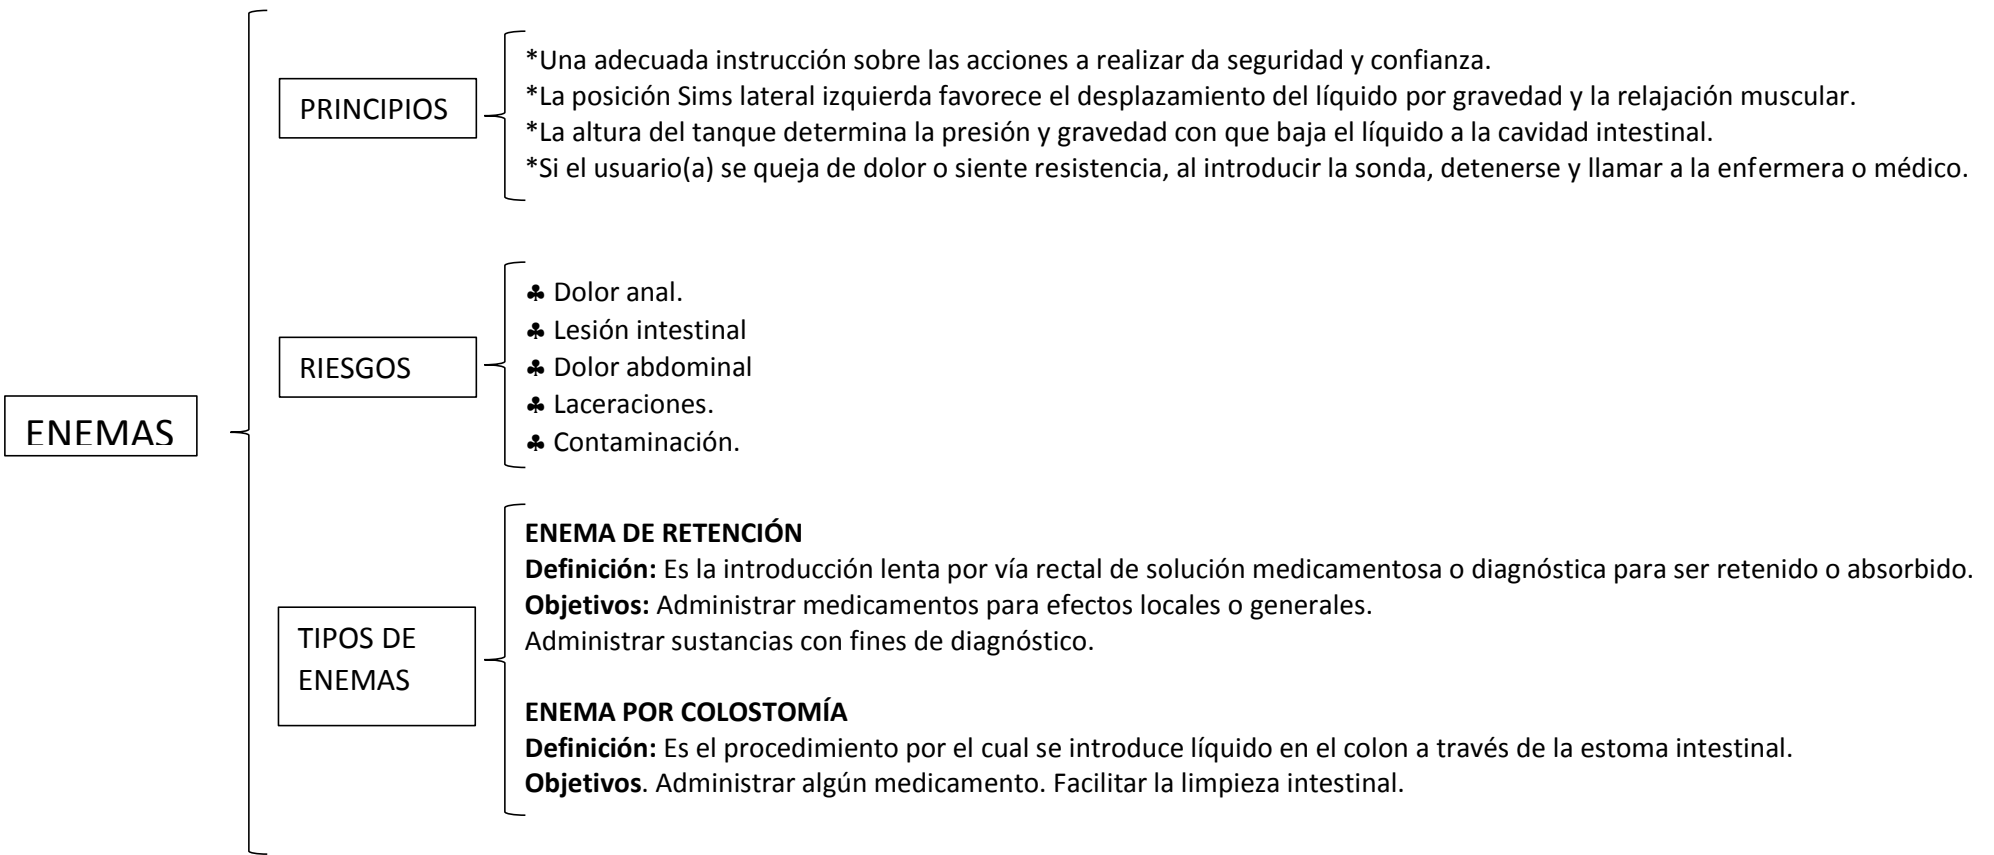 ENEMAS
PRINCIPIOS
*Una adecuada instrucción sobre las acciones a realizar da seguridad y confianza.
*La posición Sims lateral izquierda favorece el desplazamiento del líquido por gravedad y la relajación muscular.
*La altura del tanque determina la presión y gravedad con que baja el líquido a la cavidad intestinal.
*Si el usuario(a) se queja de dolor o siente resistencia, al introducir la sonda, detenerse y llamar a la enfermera o médico.
RIESGOS
♣ Dolor anal.
♣ Lesión intestinal
♣ Dolor abdominal
♣ Laceraciones.
♣ Contaminación.
TIPOS DE
ENEMAS
ENEMA DE RETENCIÓN
Definición: Es la introducción lenta por vía rectal de solución medicamentosa o diagnóstica para ser retenido o absorbido.
Objetivos: Administrar medicamentos para efectos locales o generales.
Administrar sustancias con fines de diagnóstico.
ENEMA POR COLOSTOMÍA
Definición: Es el procedimiento por el cual se introduce líquido en el colon a través de la estoma intestinal.
Objetivos. Administrar algún medicamento. Facilitar la limpieza intestinal.